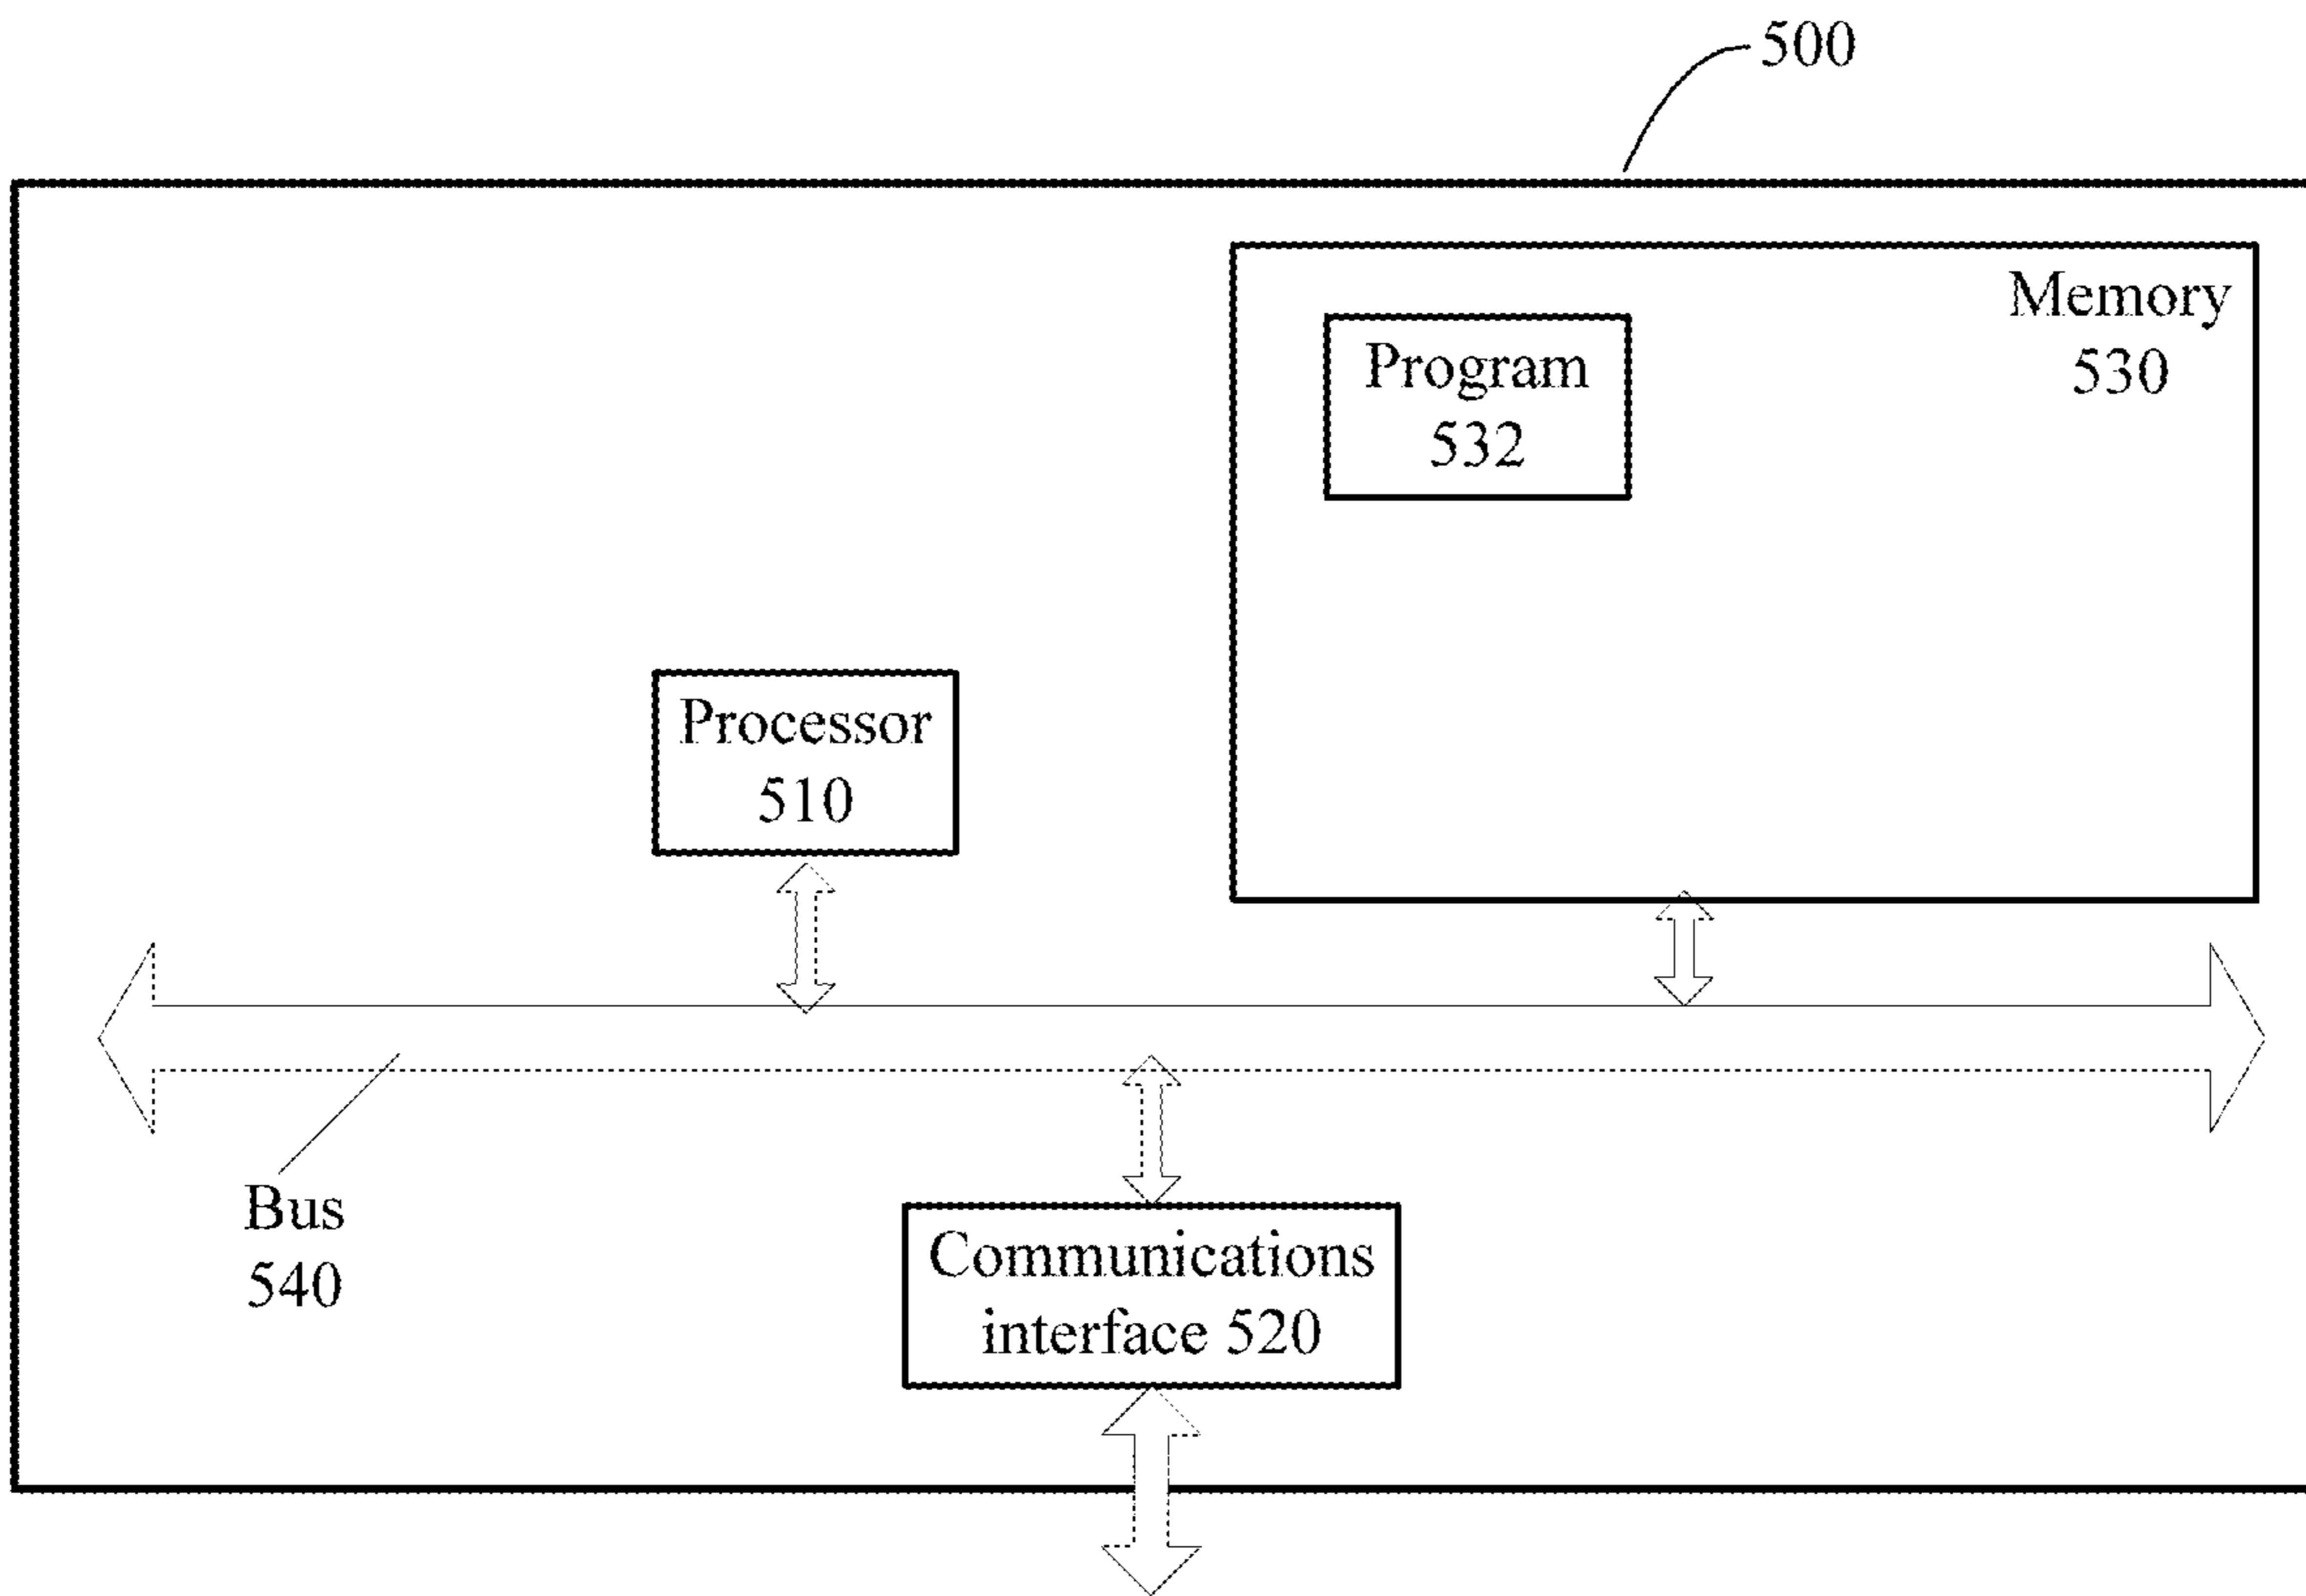 500
Memory
530
Program
532
Processor
510
Bus
540
Communications
interface 520